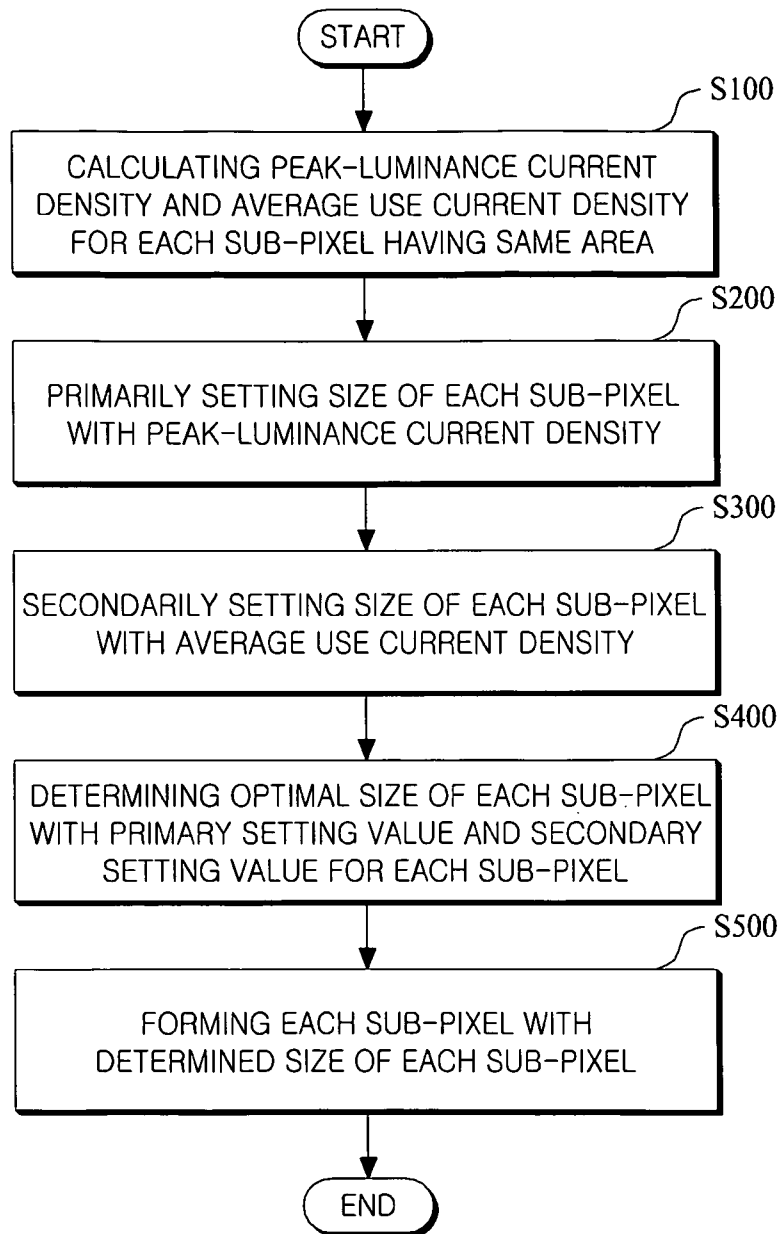 START
S100
CALCULATING PEAK-LUMINANCE CURRENT
DENSITY AND AVERAGE USE CURRENT DENSITY
FOR EACH SUB-PIXEL HAVING SAME AREA
S200
PRIMARILY SETTING SIZE OF EACH SUB-PIXEL
WITH PEAK-LUMINANCE CURRENT DENSITY
S300
SECONDARILY SETTING SIZE OF EACH SUB-PIXEL
WITH AVERAGE USE CURRENT DENSITY
S400
DETERMINING OPTIMAL SIZE OF EACH SUB-PIXEL
WITH PRIMARY SETTING VALUE AND SECONDARY
SETTING VALUE FOR EACH SUB-PIXEL
S500
FORMING EACH SUB-PIXEL WITH
DETERMINED SIZE OF EACH SUB-PIXEL
END